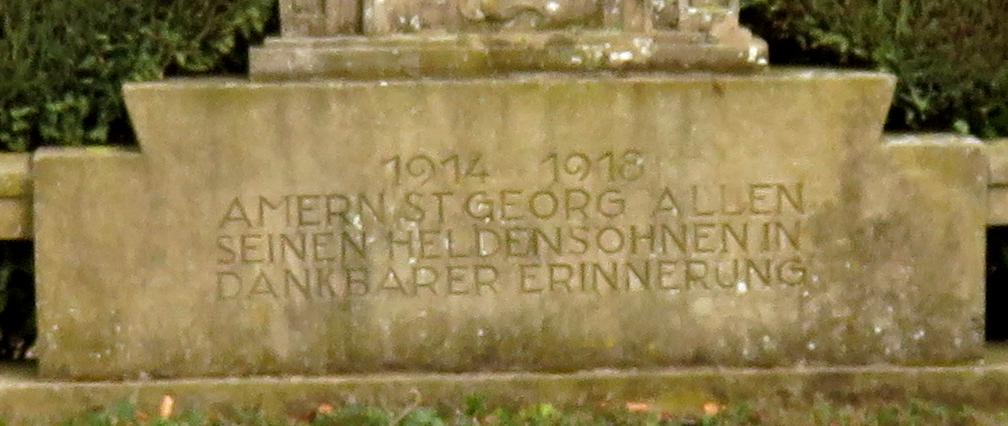 1914 1918
AMERN ST GEORG ALLEN
SEINEN HELDENSOHNEN IN
DANKBARER ERINNERUNG